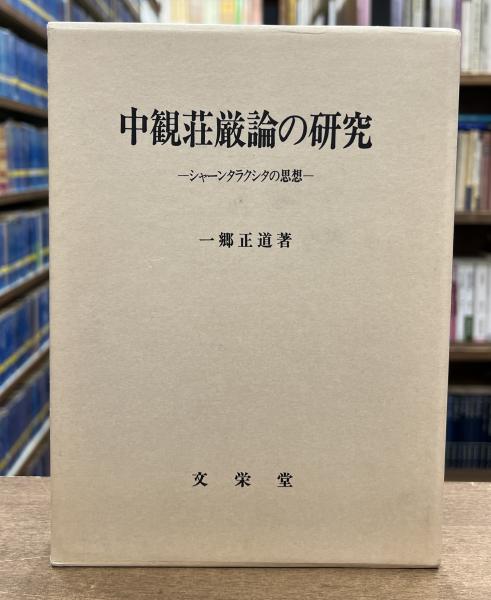 中観荘厳論の研究
―シャーンタラクシタの思想―
一郷正道著
文栄堂